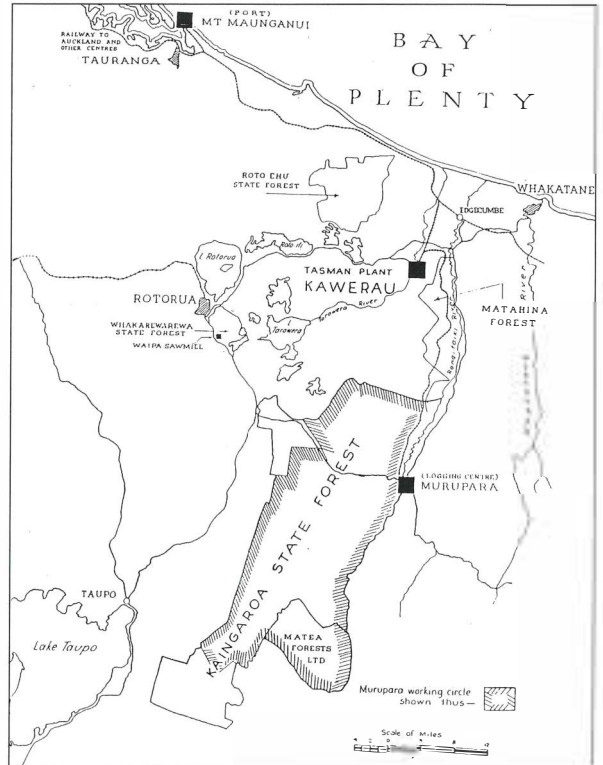 (PORT)
MT MAUNGANUI
RAILWAY TO
AUCKLAND AND
OTHER CENTRES
TAURANGA
BAY
OF
PLENTY
ROTO EHU
STATE FOREST
WHAKATANE
EDGECUMBE
L Rotorua
Roto iti
TASMAN PLANT
KAWERAU
ROTORUA
Tarawera River
L
Tarawera
MATAHINA
FOREST
River
WHAKAREWAREWA
STATE FOREST
WAIPA SAWMILL
(LOGGING CENTRE)
MURUPARA
KAINGAROA STATE FOREST
TAUPO
Lake Taupo
MATEA
FORESTS
LTD
Murupara working circle
shown thus—
Scale of Miles